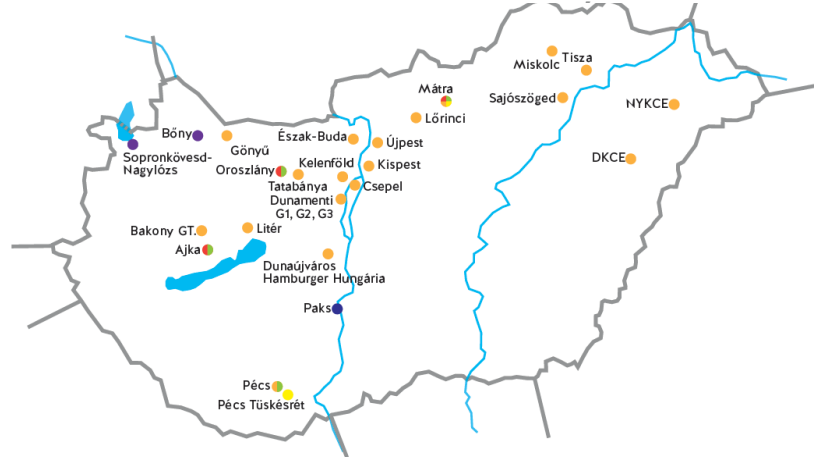 Miskolc
Tisza
Mátra
Sajószöged
NYKCE
Lőrinci
Bőny
Gönyű
Észak-Buda
Újpest
Sopronkövesd-
Nagylózs
DKCE
Oroszlány
Kelenföld
Kispest
Tatabánya
Csepel
Dunamenti
G1, G2, G3
Bakony GT.
Litér
Ajka
Dunaújváros
Hamburger Hungária
Paks
Pécs
Pécs Tüskésrét